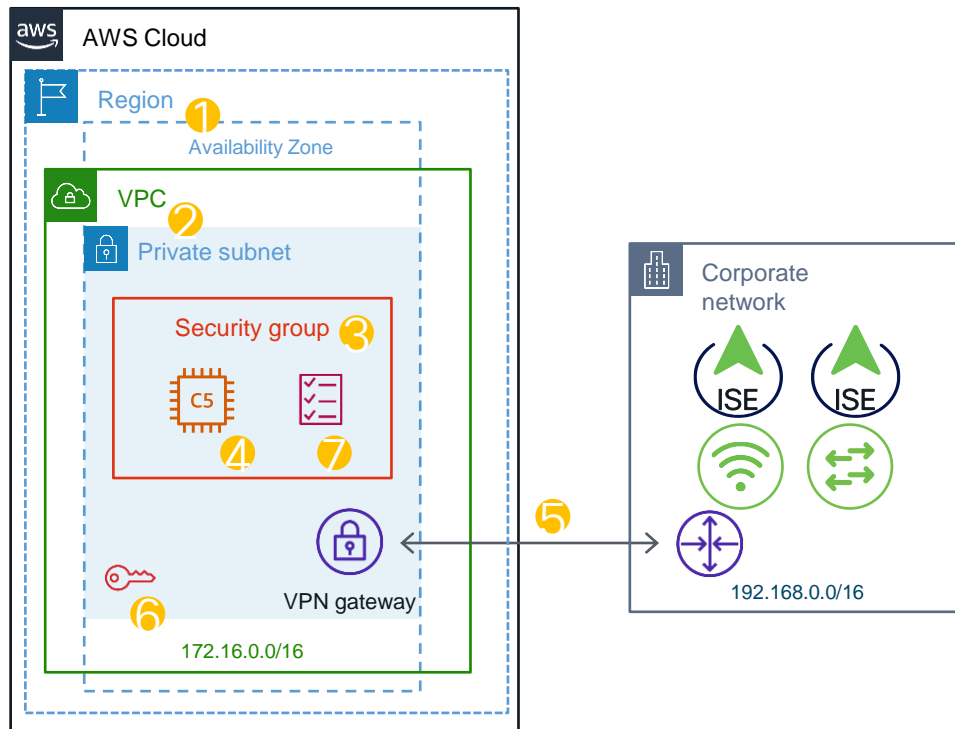 aws
AWS Cloud
Region
1
Availability Zone
VPC
2
Private subnet
Security group
3
C5
4
7
5
VPN gateway
6
172.16.0.0/16
Corporate
network
ISE
ISE
192.168.0.0/16